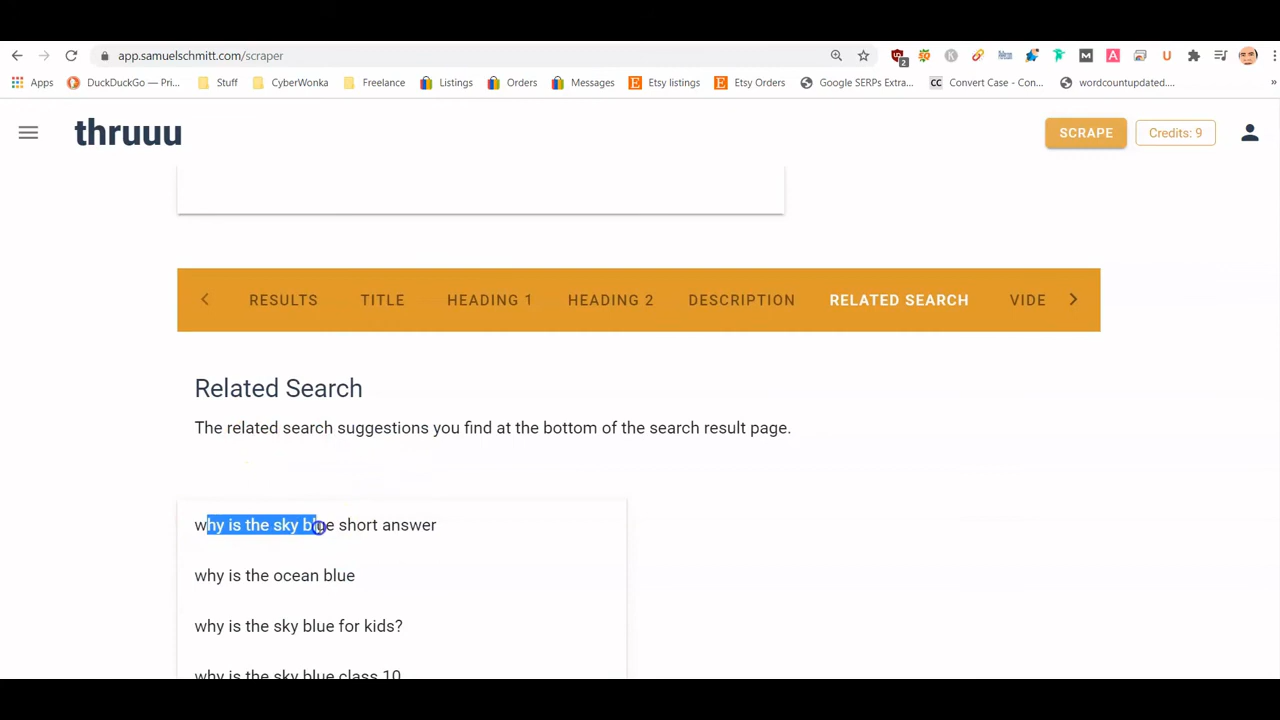 app.samuelschmitt.com/scraper
2
Apps DuckDuckGo — Pri... Stuff CyberWonka Freelance Listings Orders Messages Etsy listings Etsy Orders Google SERPs Extra... CC Convert Case - Con... wordcountupdated.... »
thruuu
SCRAPE
Credits: 9
RESULTS TITLE HEADING 1 HEADING 2 DESCRIPTION RELATED SEARCH VIDE
Related Search
The related search suggestions you find at the bottom of the search result page.
why is the sky blue short answer
why is the ocean blue
why is the sky blue for kids?
why is the sky blue class 10